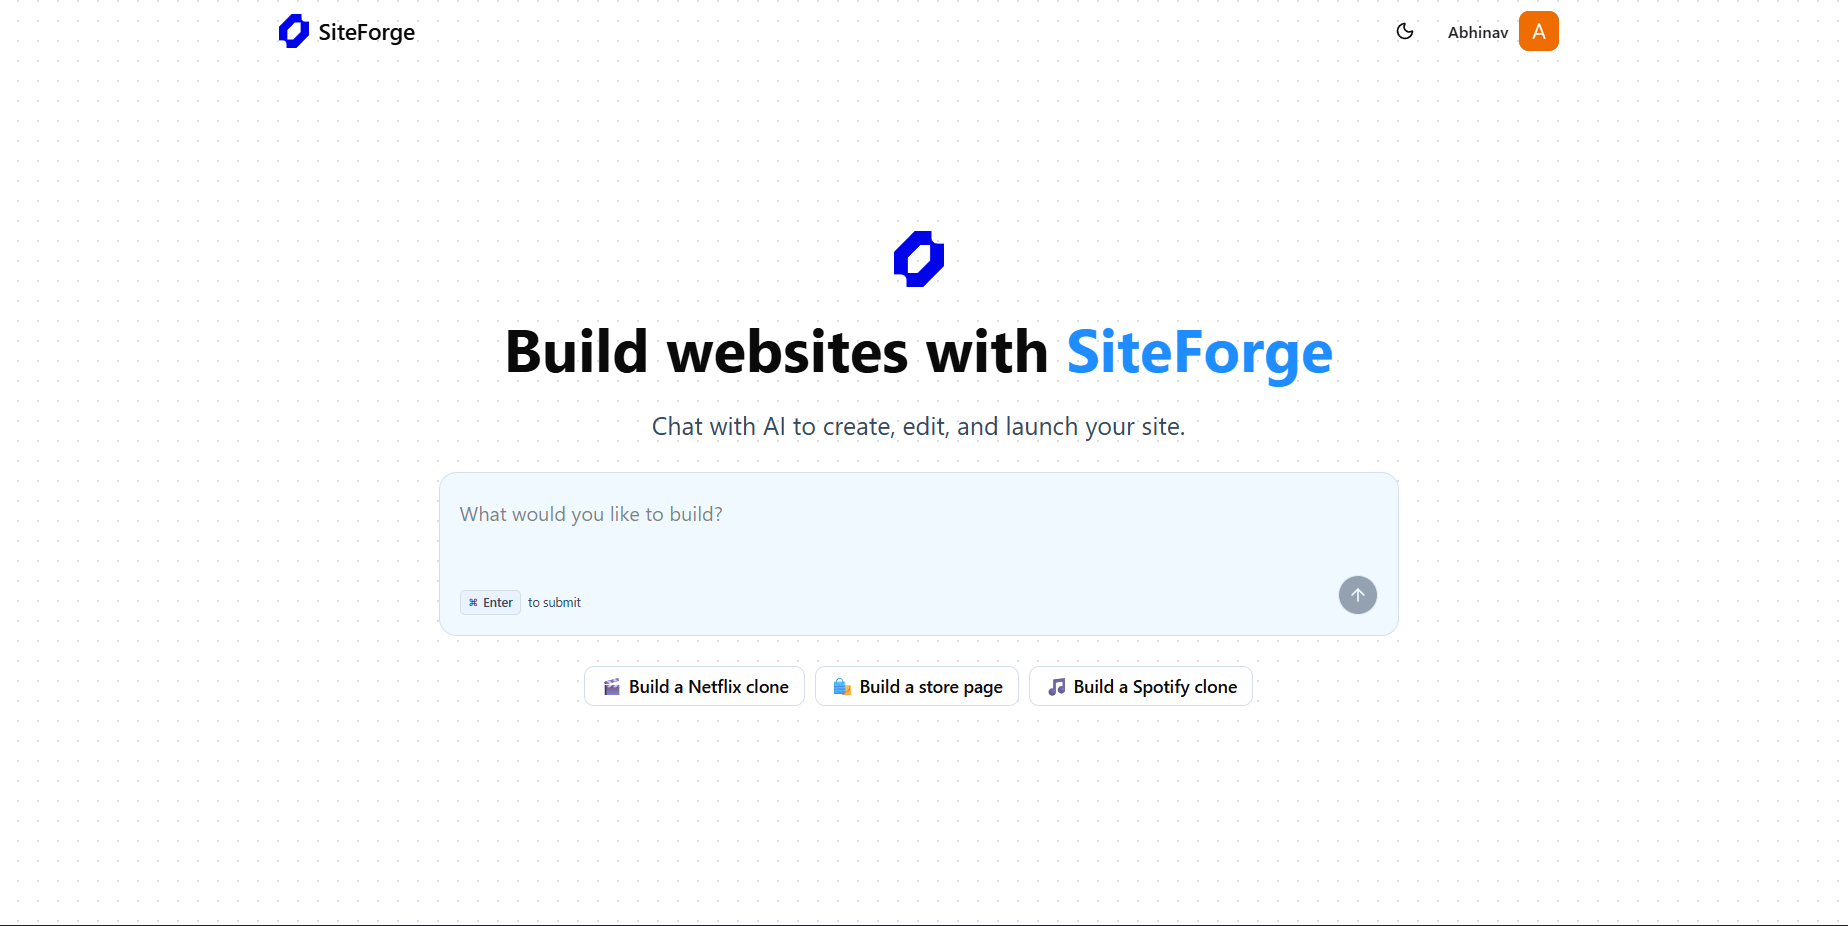 SiteForge
Abhinav
A
Build websites with SiteForge
Chat with AI to create, edit, and launch your site.
What would you like to build?
⌘ Enter to submit
Build a Netflix clone
Build a store page
Build a Spotify clone